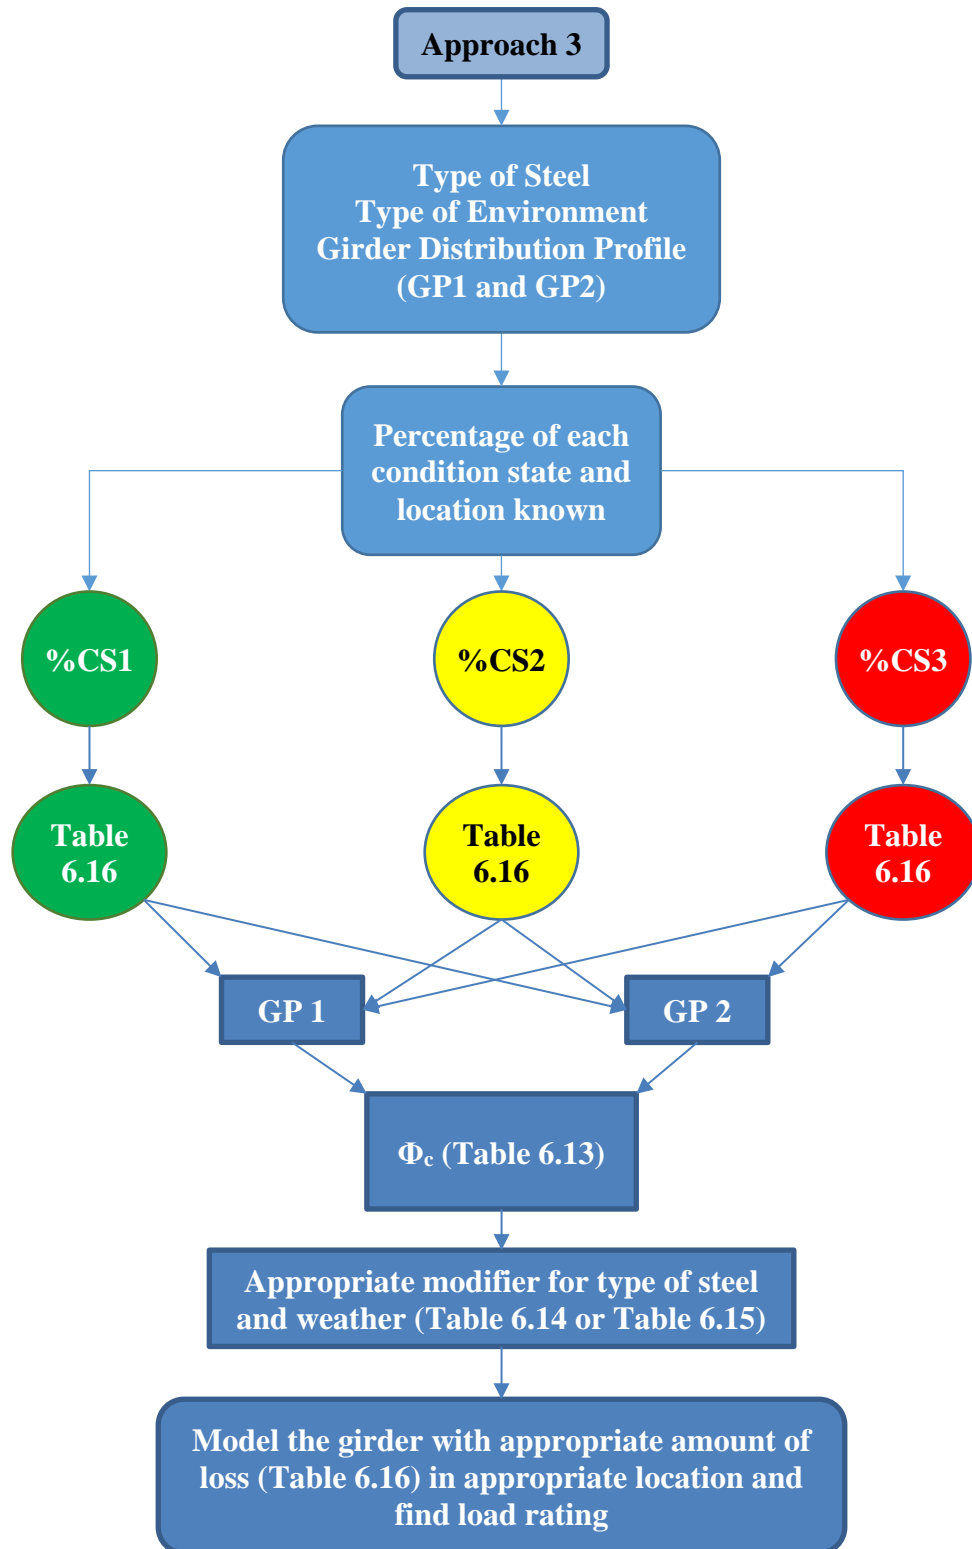 Approach 3
Type of Steel
Type of Environment
Girder Distribution Profile
(GP1 and GP2)
Percentage of each
condition state and
location known
%CS1
%CS2
%CS3
Table
6.16
Table
6.16
Table
6.16
GP 1
GP 2
Φc (Table 6.13)
Appropriate modifier for type of steel
and weather (Table 6.14 or Table 6.15)
Model the girder with appropriate amount of
loss (Table 6.16) in appropriate location and
find load rating